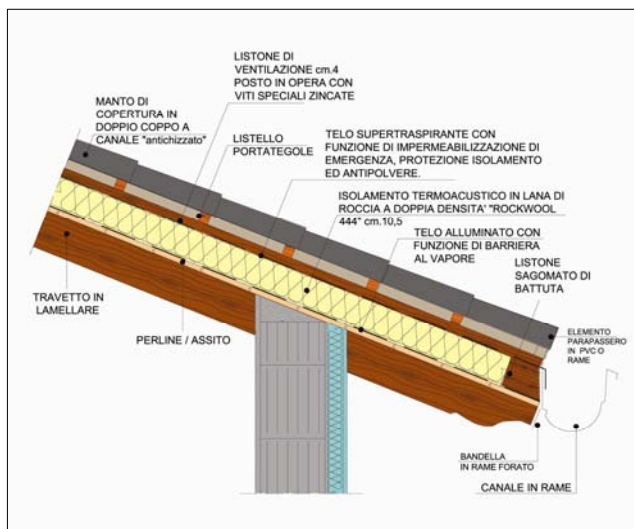 LISTONE DI
VENTILAZIONE cm.4
POSTO IN OPERA CON
VITI SPECIALI ZINCATE
MANTO DI
COPERTURA IN
DOPPIO COPPO A
CANALE "antichizzato"
LISTELLO
PORTATEGOLE
TELO SUPERTRASPIRANTE CON
FUNZIONE DI IMPERMEABILIZZAZIONE DI
EMERGENZA, PROTEZIONE ISOLAMENTO
ED ANTIPOLVERE.
ISOLAMENTO TERMOACUSTICO IN LANA DI
ROCCIA A DOPPIA DENSITA' "ROCKWOOL
444" cm.10,5
TELO ALLUMINATO CON
FUNZIONE DI BARRIERA
AL VAPORE
LISTONE
SAGOMATO DI
BATTUTA
TRAVETTO IN
LAMELLARE
PERLINE / ASSITO
ELEMENTO
PARAPASSERO
IN PVC O
RAME
BANDELLA
IN RAME FORATO
CANALE IN RAME